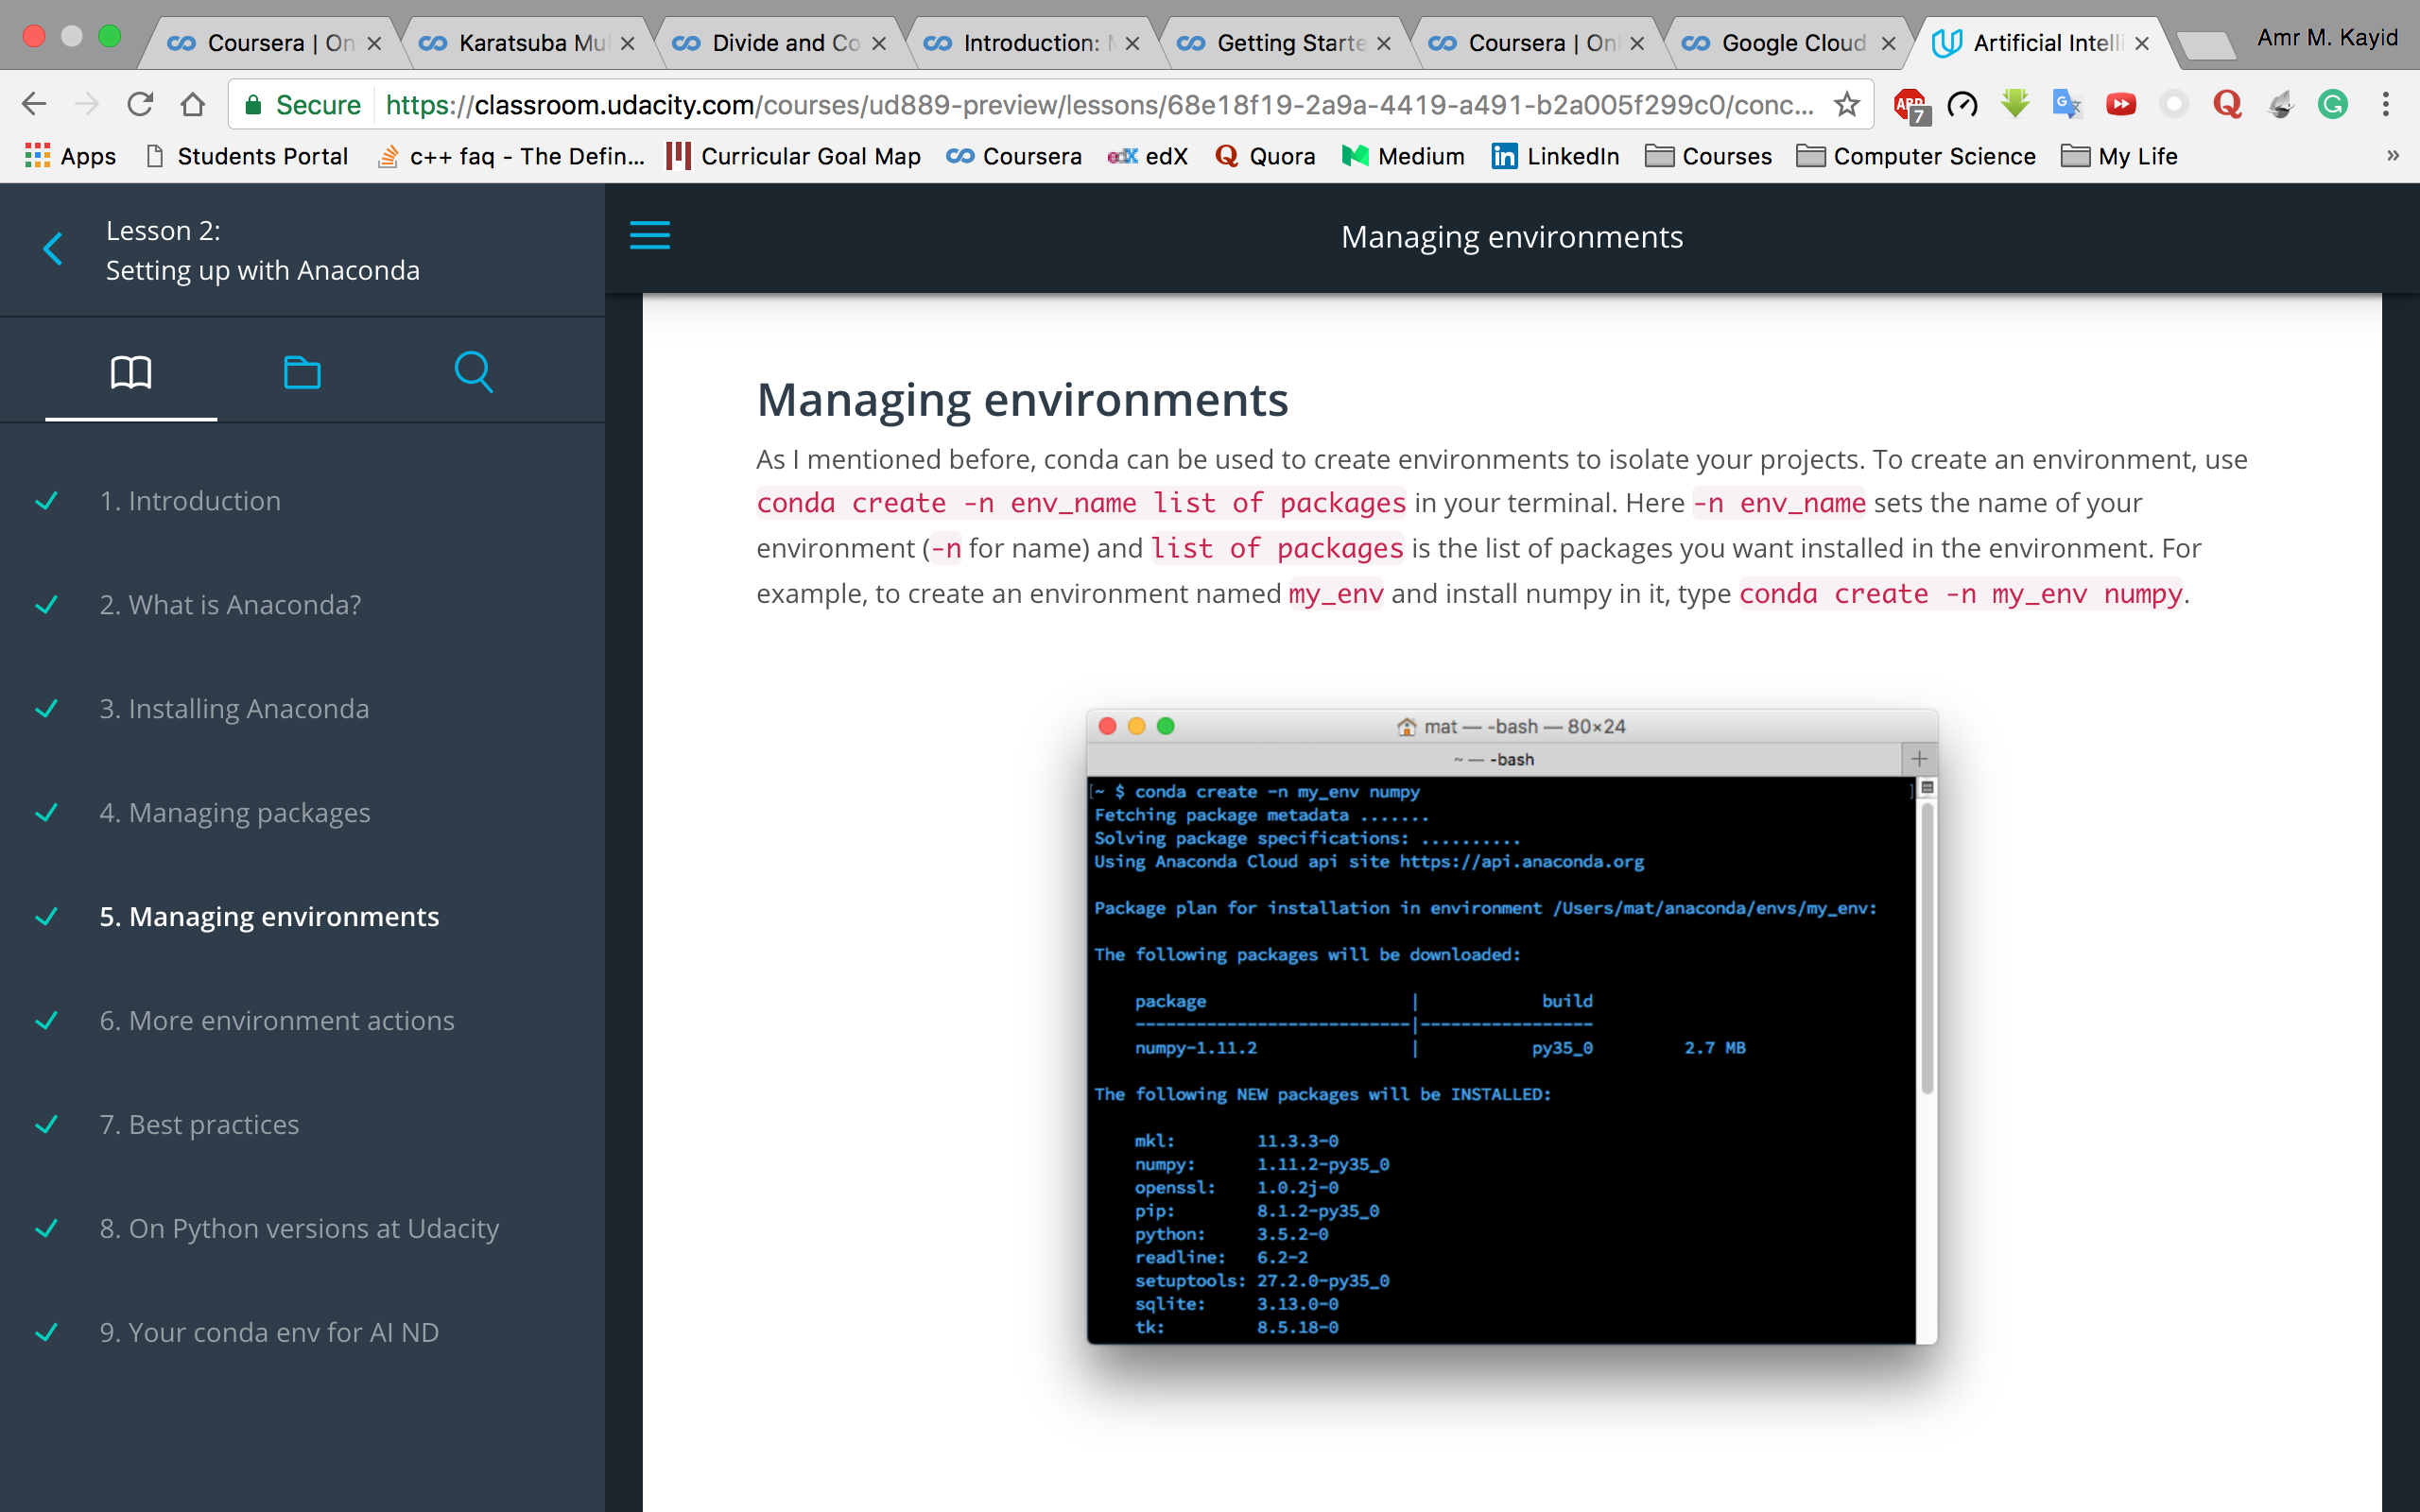 Coursera | On
Karatsuba Mul
Divide and Co
Introduction: M
Getting Starte
Coursera | Onl
Google Cloud
Artificial Intelli
Amr M. Kayid
Secure
https://classroom.udacity.com/courses/ud889-preview/lessons/68e18f19-2a9a-4419-a491-b2a005f299c0/conc...
ABP
7
Apps
Students Portal
c++ faq - The Defin...
Curricular Goal Map
Coursera
edX
edX
Quora
Medium
LinkedIn
Courses
Computer Science
My Life
»
Lesson 2:
Setting up with Anaconda
Managing environments
1. Introduction
2. What is Anaconda?
3. Installing Anaconda
4. Managing packages
5. Managing environments
6. More environment actions
7. Best practices
8. On Python versions at Udacity
9. Your conda env for AI ND
Managing environments
As I mentioned before, conda can be used to create environments to isolate your projects. To create an environment, use
conda create -n env_name list of packages in your terminal. Here -n env_name sets the name of your
environment (-n for name) and list of packages is the list of packages you want installed in the environment. For
example, to create an environment named my_env and install numpy in it, type conda create -n my_env numpy.
mat — -bash — 80×24
~ — -bash
[~ $ conda create -n my_env numpy ]
Fetching package metadata .......
Solving package specifications: ..........
Using Anaconda Cloud api site https://api.anaconda.org
Package plan for installation in environment /Users/mat/anaconda/envs/my_env:
The following packages will be downloaded:
package | build
---------------------------|-----------------
numpy-1.11.2 | py35_0 2.7 MB
The following NEW packages will be INSTALLED:
mkl: 11.3.3-0
numpy: 1.11.2-py35_0
openssl: 1.0.2j-0
pip: 8.1.2-py35_0
python: 3.5.2-0
readline: 6.2-2
setuptools: 27.2.0-py35_0
sqlite: 3.13.0-0
tk: 8.5.18-0